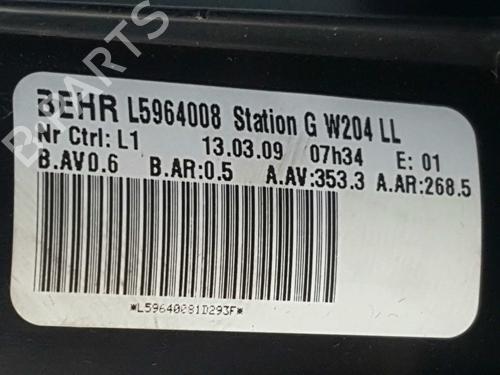 B-PARTS
BEHR L5964008 Station G W204 LL
Nr Ctrl: L1 13.03.09 07h34 E: 01
B.AV0.6 B.AR:0.5 A.AV:353.3 A.AR:268.5
*L59640081D293F*